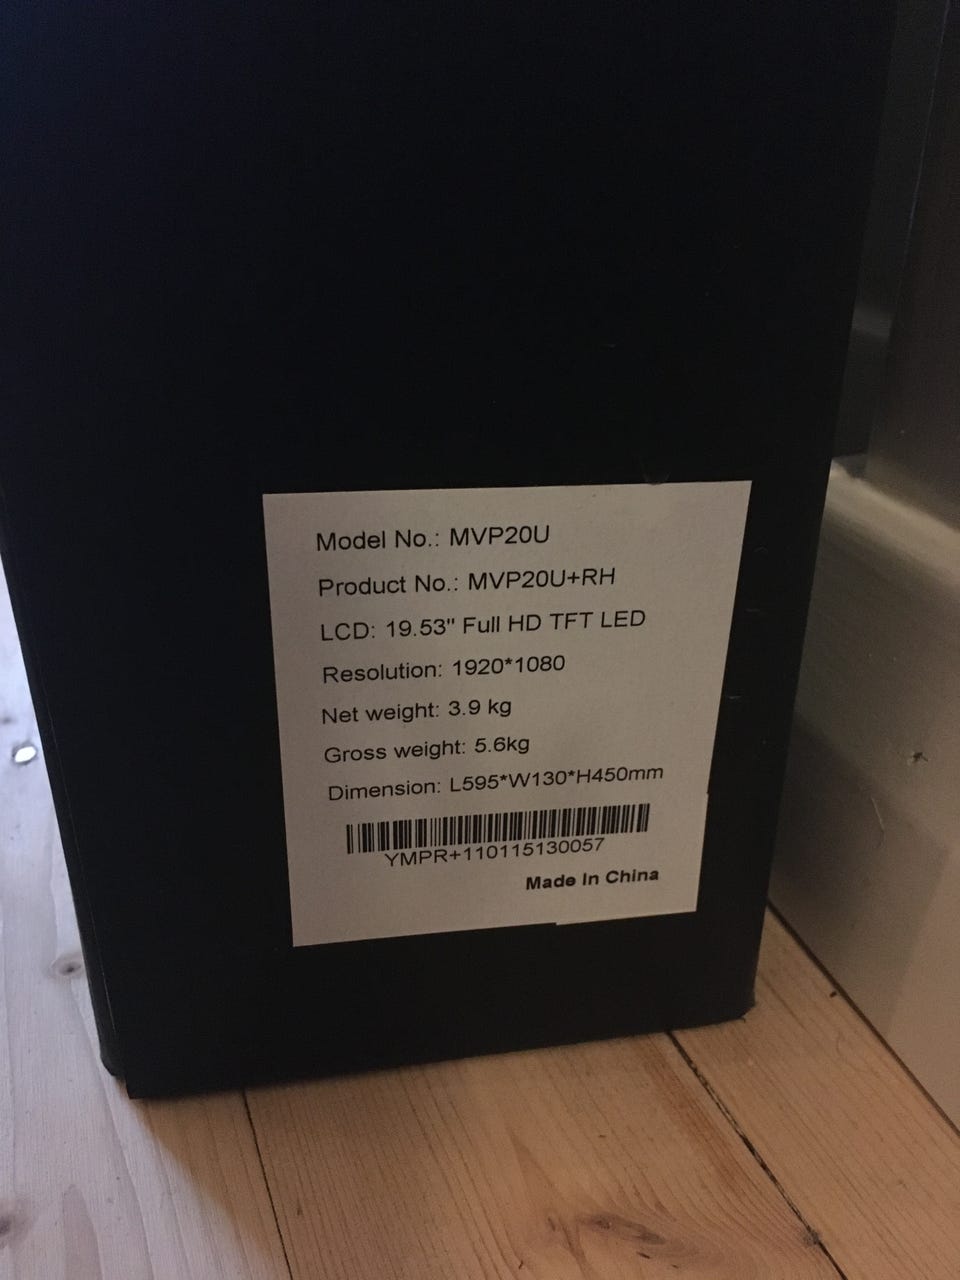 Model No.: MVP20U
Product No.: MVP20U+RH
LCD: 19.53" Full HD TFT LED
Resolution: 1920*1080
Net weight: 3.9 kg
Gross weight: 5.6kg
Dimension: L595*W130*H450mm
YMPR+110115130057
Made In China